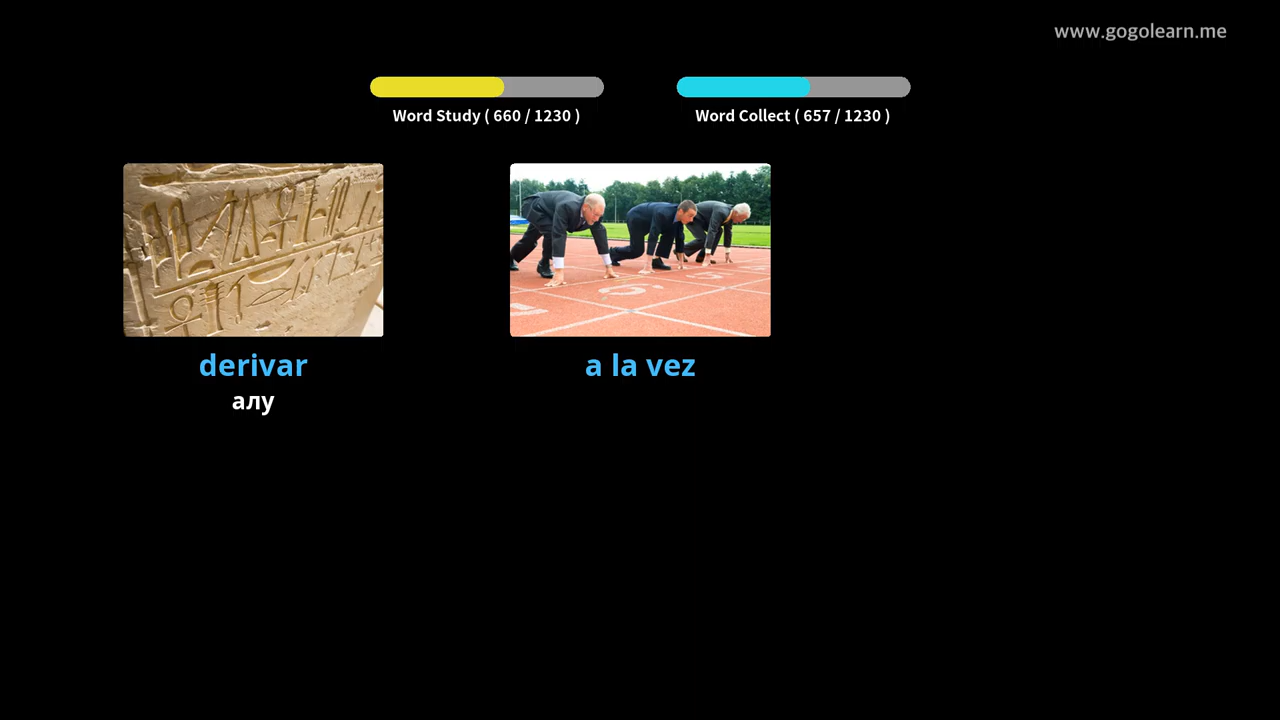 www.gogolearn.me
Word Study ( 660 / 1230 )
Word Collect ( 657 / 1230 )
derivar
алу
a la vez